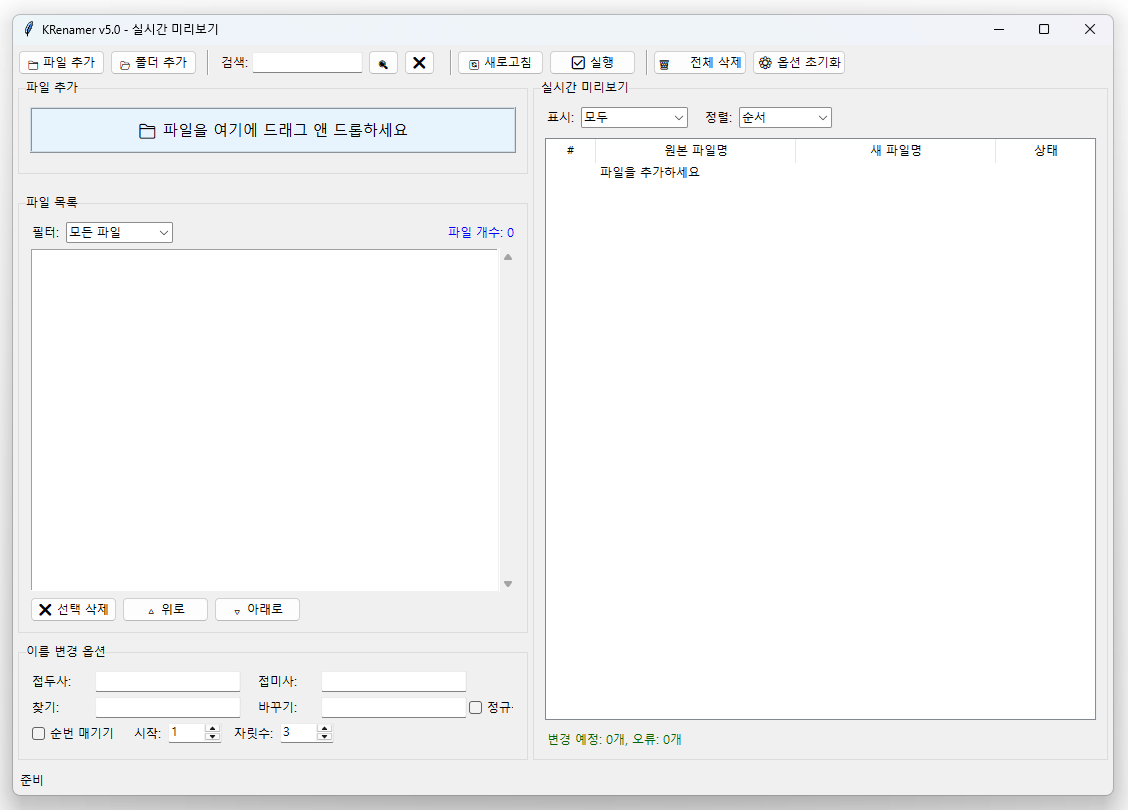 KRenamer v5.0 - 실시간 미리보기
파일 추가 폴더 추가 검색: 새로고침 실행 전체 삭제 옵션 초기화
파일 추가
파일을 여기에 드래그 앤 드롭하세요
파일 목록
필터: 모든 파일 파일 개수: 0
선택 삭제 위로 아래로
이름 변경 옵션
접두사: 접미사:
찾기: 바꾸기: 정규
순번 매기기 시작: 1 자릿수: 3
실시간 미리보기
표시: 모두 정렬: 순서
# 원본 파일명 새 파일명 상태
파일을 추가하세요
변경 예정: 0개, 오류: 0개
준비